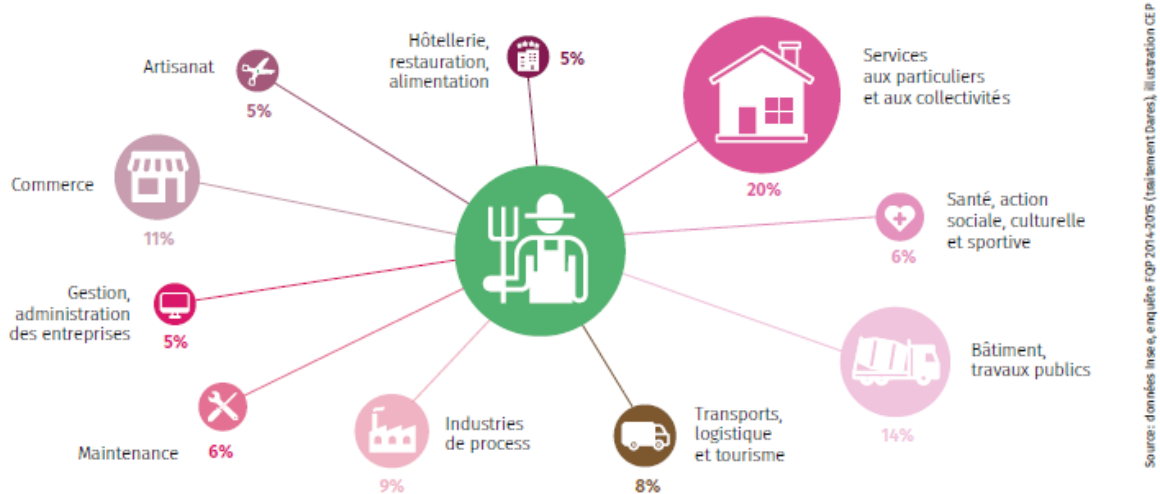 Artisanat
5%
Hôtellerie,
restauration,
alimentation
5%
Services
aux particuliers
et aux collectivités
20%
Commerce
11%
Santé, action
sociale, culturelle
et sportive
6%
Gestion,
administration
des entreprises
5%
Bâtiment,
travaux publics
14%
Maintenance
6%
Industries
de process
9%
Transports,
logistique
et tourisme
8%
Source: données Insee, enquête FQP 2014-2015 (traitement Dares), illustration CEP